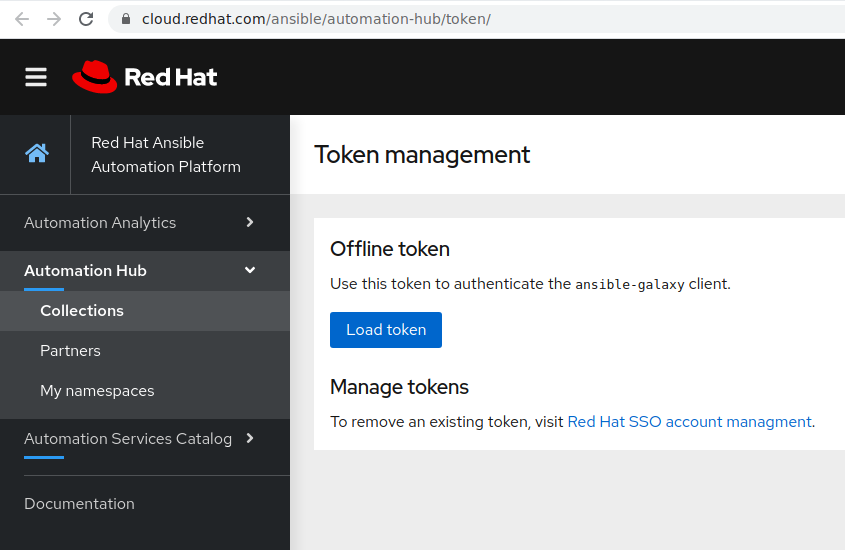 cloud.redhat.com/ansible/automation-hub/token/
Red Hat
Red Hat Ansible
Automation Platform
Token management
Automation Analytics
Automation Hub
Collections
Partners
My namespaces
Automation Services Catalog
Documentation
Offline token
Use this token to authenticate the ansible-galaxy client.
Load token
Manage tokens
To remove an existing token, visit Red Hat SSO account managment.